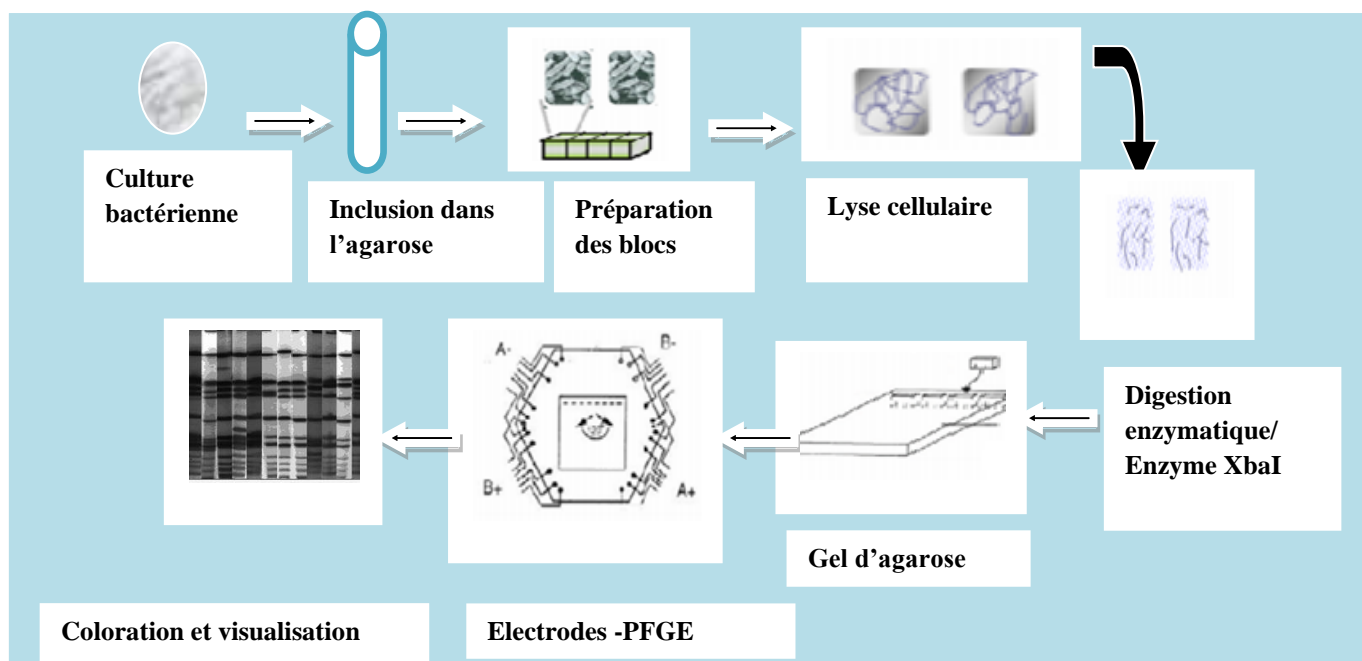 Culture
bactérienne
Inclusion dans
l'agarose
Préparation
des blocs
Lyse cellulaire
Digestion
enzymatique/
Enzyme XbaI
Gel d'agarose
A-
B-
B+
A+
Electrodes -PFGE
Coloration et visualisation